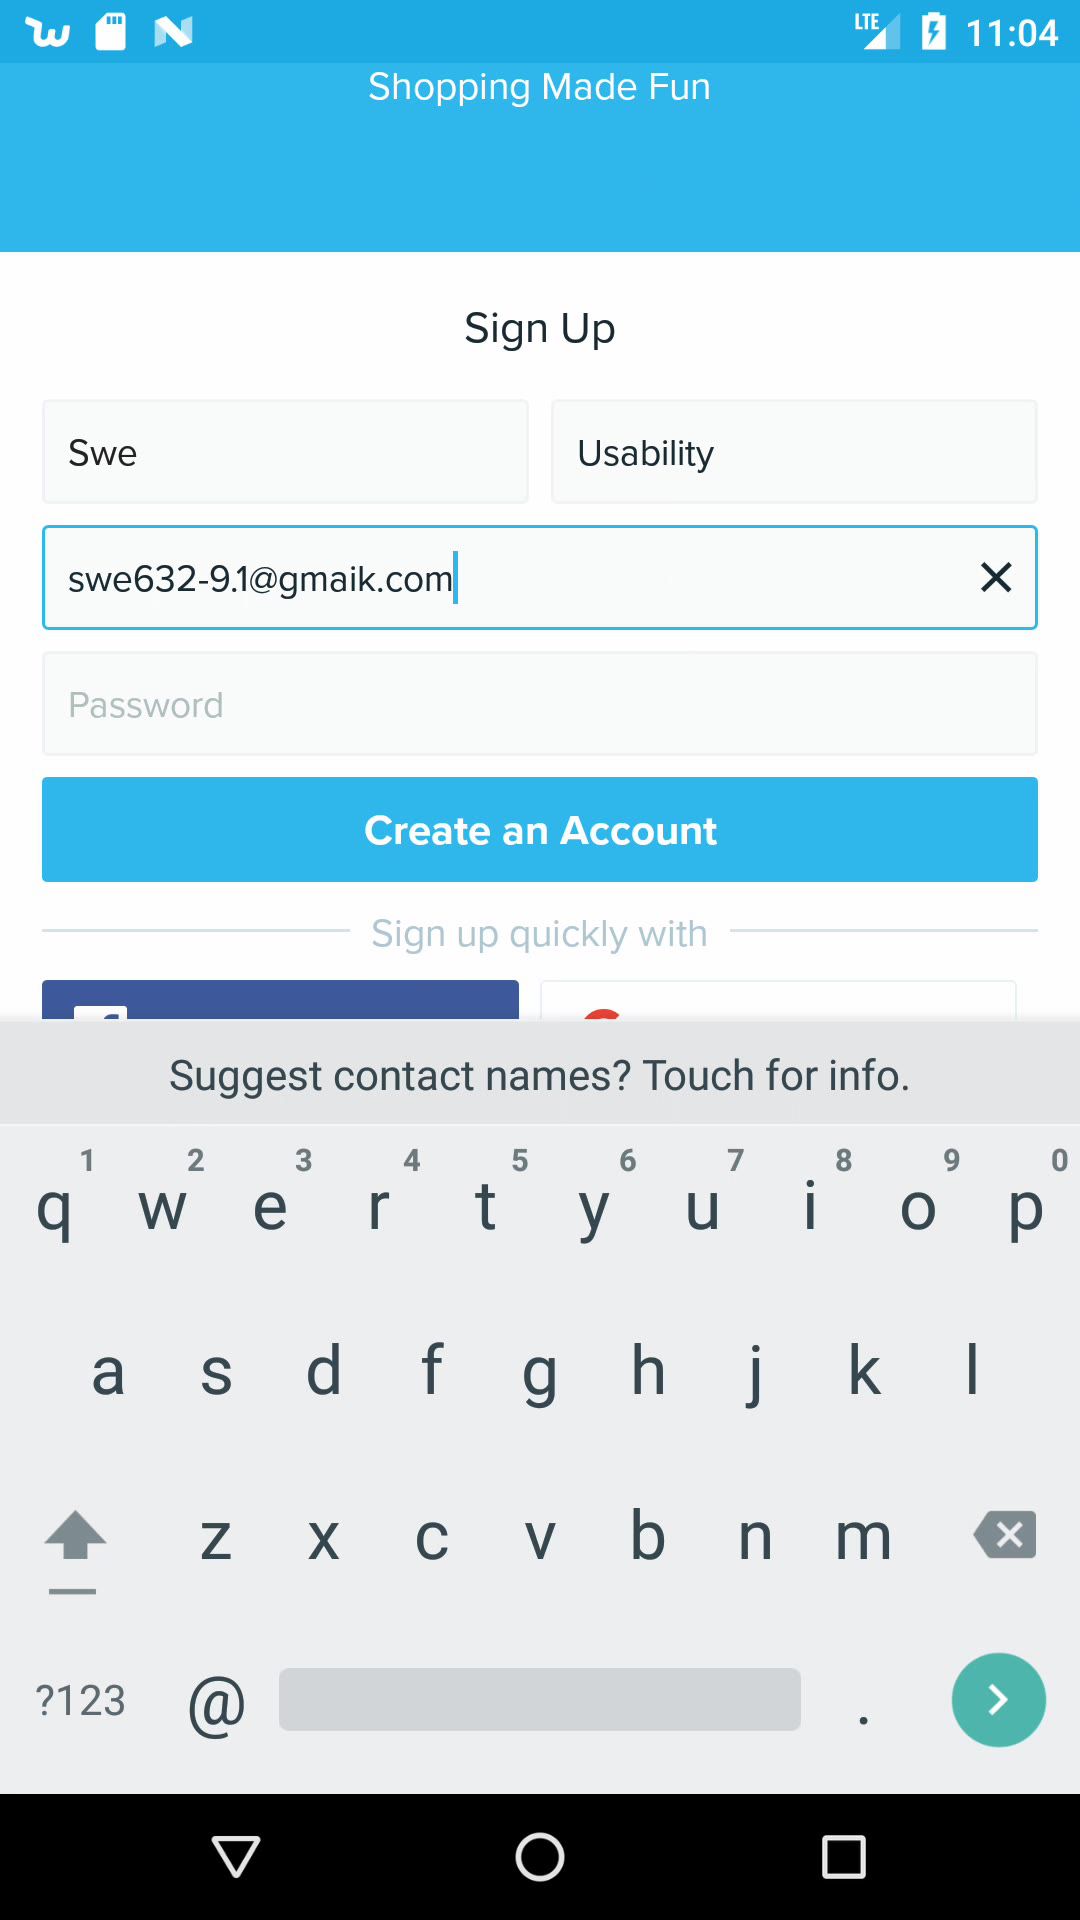 LTE 11:04
Shopping Made Fun
Sign Up
Swe Usability
swe632-9.1@gmaik.com
Password
Create an Account
Sign up quickly with
Suggest contact names? Touch for info.
1 2 3 4 5 6 7 8 9 0
q w e r t y u i o p
a s d f g h j k l
z x c v b n m
?123 @ .